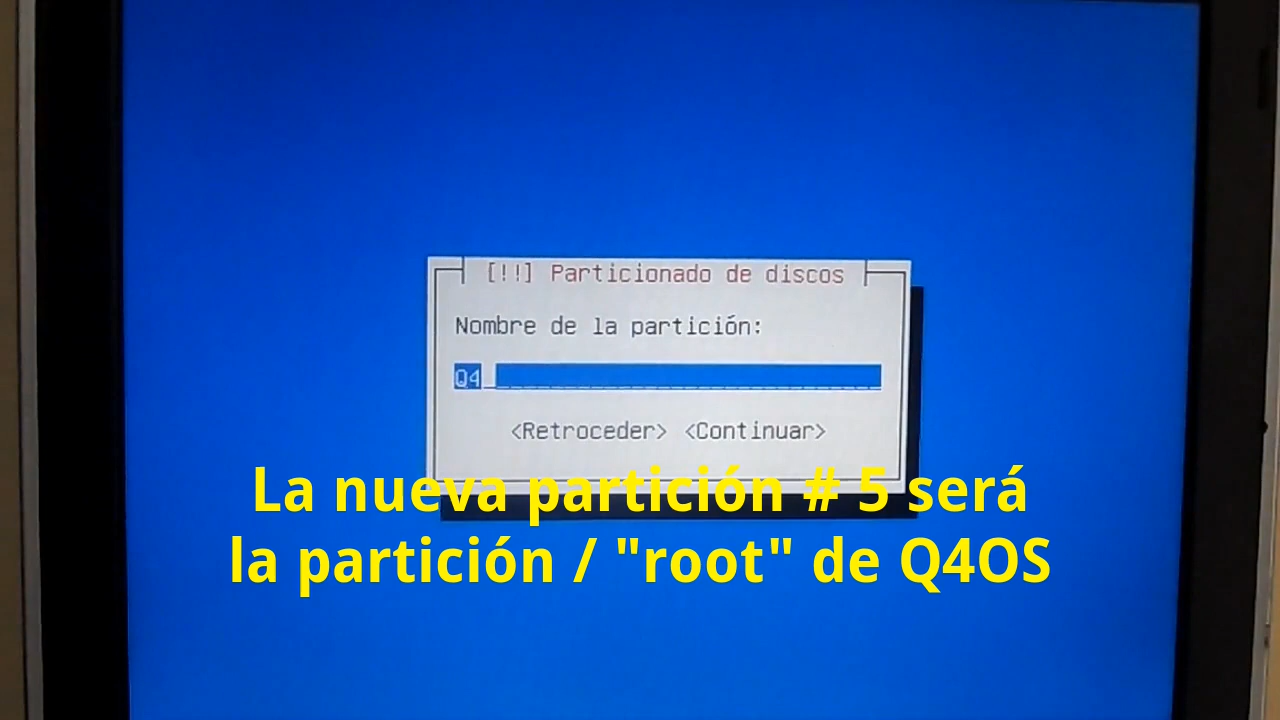 [!!] Particionado de discos
Nombre de la partición:
Q4
<Retroceder> <Continuar>
La nueva partición # 5 será
la partición / "root" de Q4OS